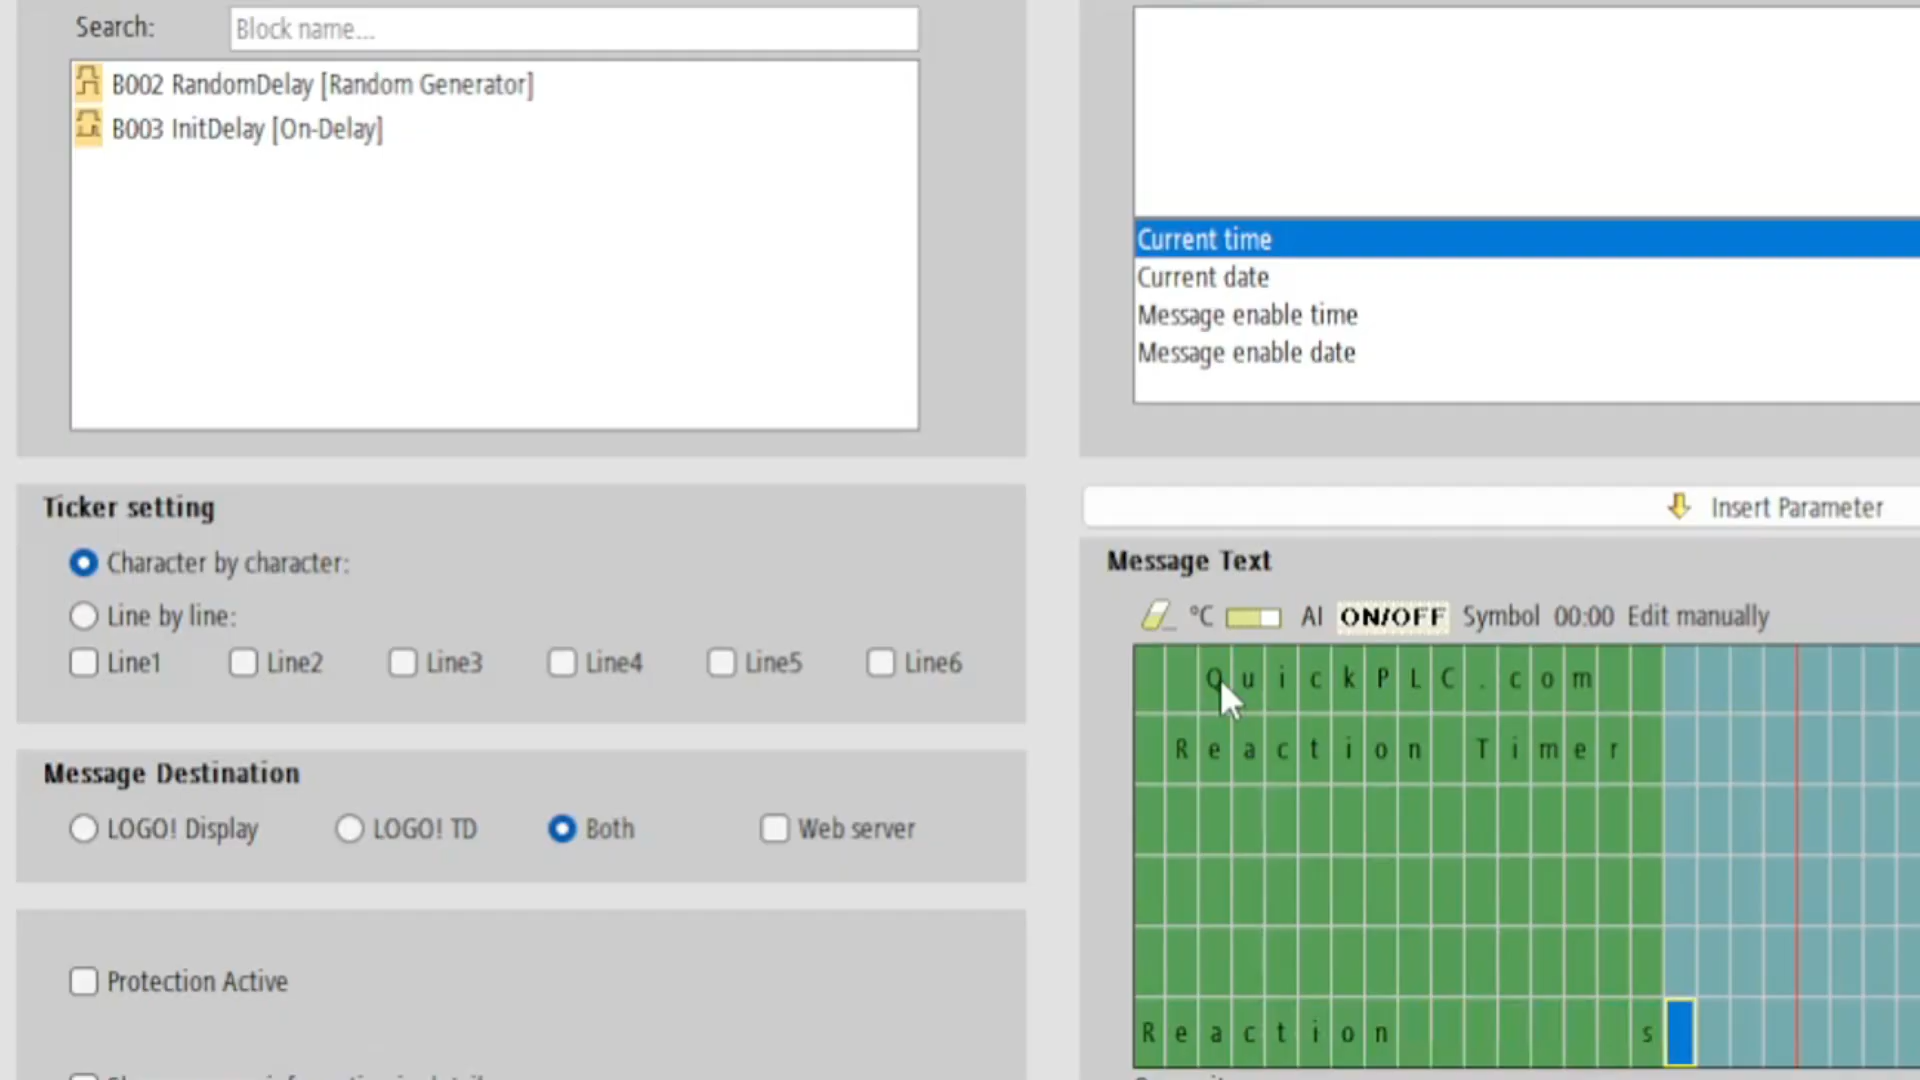 Search:
Block name...
B002 RandomDelay [Random Generator]
B003 InitDelay [On-Delay]
Current time
Current date
Message enable time
Message enable date
Ticker setting
Character by character:
Line by line:
Line1 Line2 Line3 Line4 Line5 Line6
Message Destination
LOGO! Display LOGO! TD Both Web server
Protection Active
Insert Parameter
Message Text
°C AI ON/OFF Symbol 00:00 Edit manually
QuickPLC.com
Reaction Timer
Reaction s